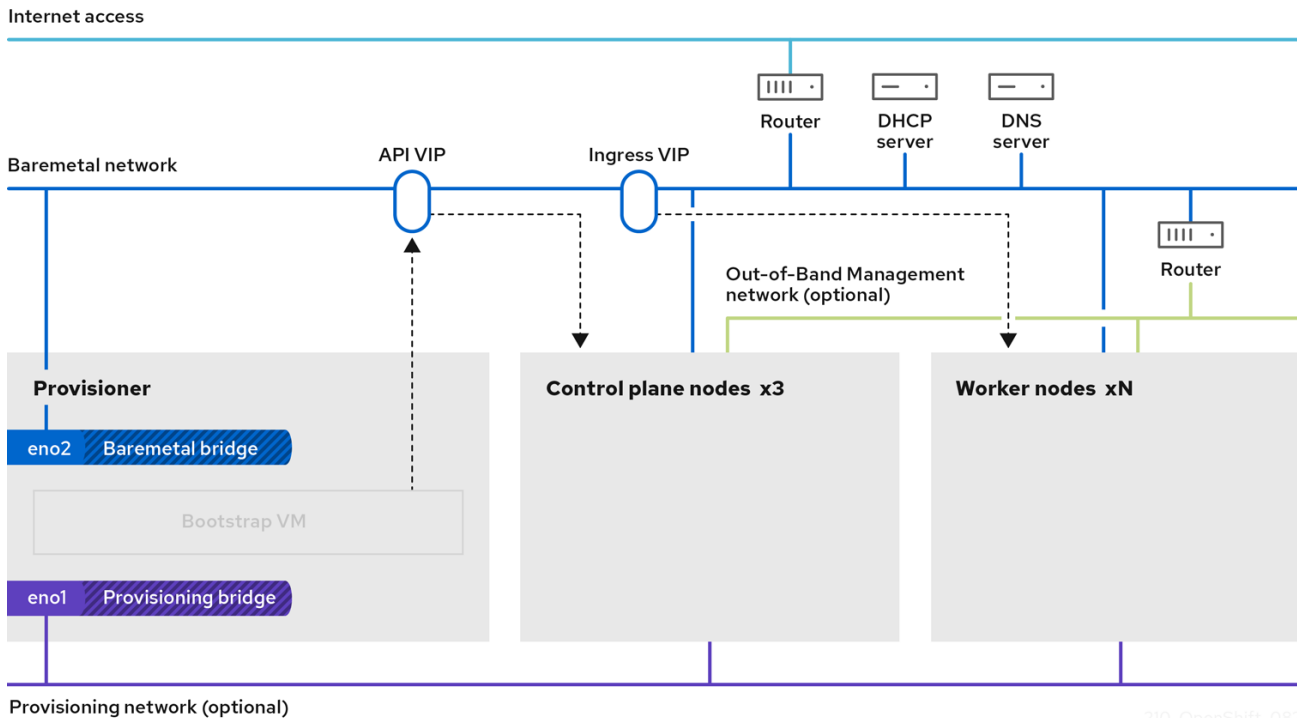 Internet access
Router
DHCP
server
DNS
server
API VIP
Ingress VIP
Baremetal network
Router
Out-of-Band Management
network (optional)
Provisioner
Control plane nodes x3
Worker nodes xN
eno2
Baremetal bridge
Bootstrap VM
eno1
Provisioning bridge
Provisioning network (optional)